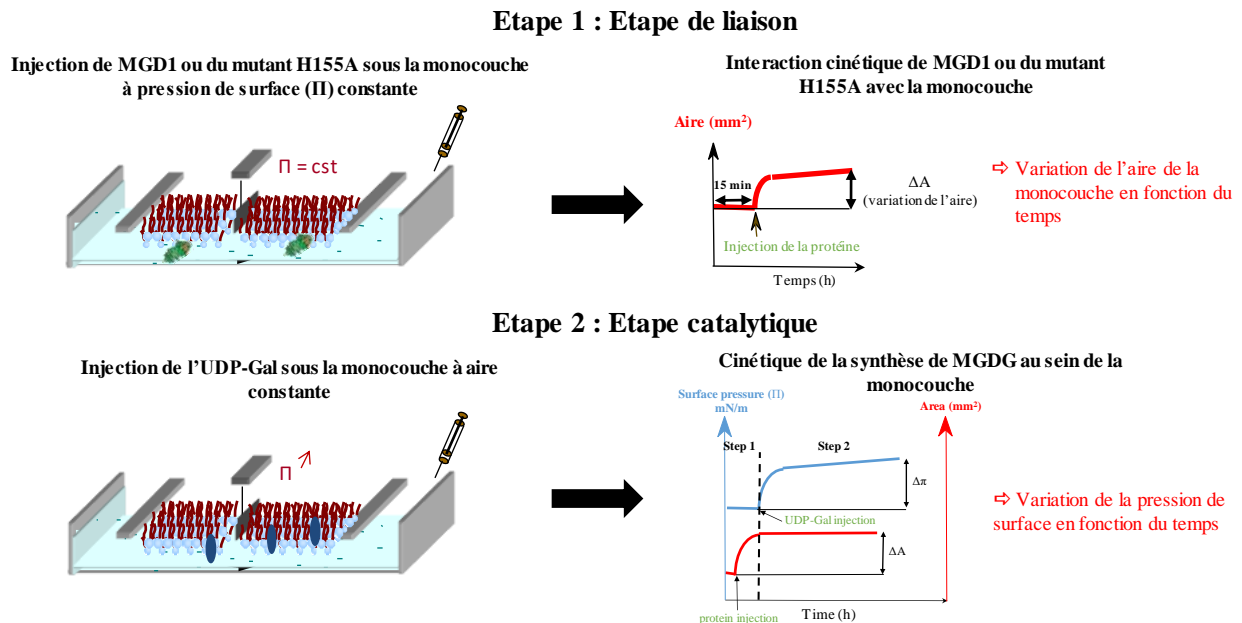 Etape 1 : Etape de liaison
Injection de MGD1 ou du mutant H155A sous la monocouche
à pression de surface (Π) constante
Π = cst
Interaction cinétique de MGD1 ou du mutant
H155A avec la monocouche
Aire (mm²)
15 min
ΔA
(variation de l'aire)
Injection de la protéine
Temps (h)
⇨ Variation de l'aire de la
monocouche en fonction du
temps
Etape 2 : Etape catalytique
Injection de l'UDP-Gal sous la monocouche à aire
constante
Π
Cinétique de la synthèse de MGDG au sein de la
monocouche
Surface pressure (Π)
mN/m
Area (mm²)
Step 1
Step 2
Δπ
UDP-Gal injection
ΔA
protein injection
Time (h)
⇨ Variation de la pression de
surface en fonction du temps